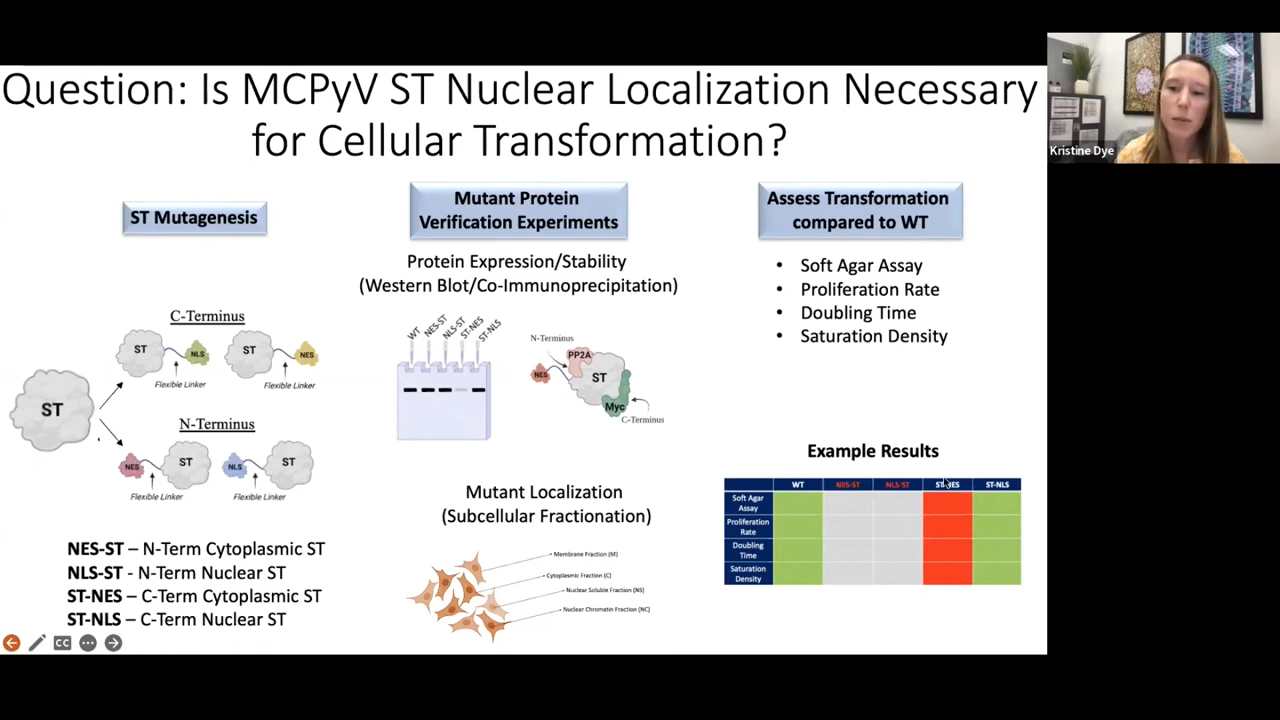 Question: Is MCPyV ST Nuclear Localization Necessary
for Cellular Transformation?
Kristine Dye
ST Mutagenesis
C-Terminus
ST
NLS
ST
NES
Flexible Linker
Flexible Linker
ST
N-Terminus
NES
ST
NLS
ST
Flexible Linker
Flexible Linker
NES-ST – N-Term Cytoplasmic ST
NLS-ST - N-Term Nuclear ST
ST-NES – C-Term Cytoplasmic ST
ST-NLS – C-Term Nuclear ST
Mutant Protein
Verification Experiments
Protein Expression/Stability
(Western Blot/Co-Immunoprecipitation)
WT
NES-ST
NLS-ST
ST-NES
ST-NLS
N-Terminus
PP2A
NES
ST
Myc
C-Terminus
Mutant Localization
(Subcellular Fractionation)
Membrane Fraction (M)
Cytoplasmic Fraction (C)
Nuclear Soluble Fraction (NS)
Nuclear Chromatin Fraction (NC)
Assess Transformation
compared to WT
• Soft Agar Assay
• Proliferation Rate
• Doubling Time
• Saturation Density
Example Results
WT NES-ST NLS-ST ST-NES ST-NLS
Soft Agar
Assay
Proliferation
Rate
Doubling
Time
Saturation
Density
CC